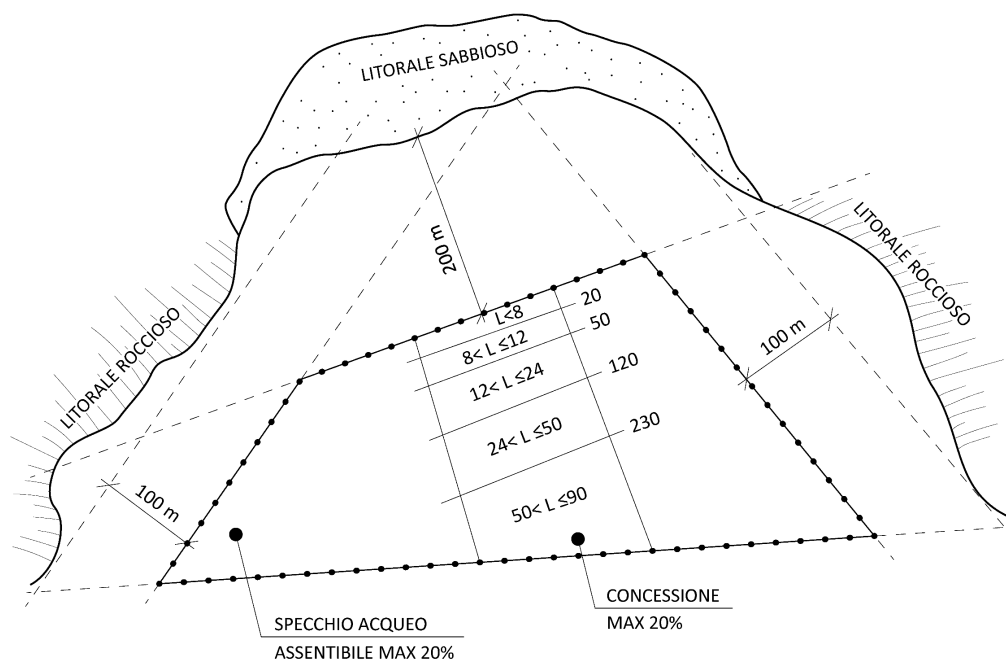 LITORALE SABBIOSO
LITORALE ROCCIOSO
200 m
LITORALE ROCCIOSO
L<8
20
8< L ≤12
50
100 m
12< L ≤24
120
24< L ≤50
230
100 m
50< L ≤90
SPECCHIO ACQUEO
ASSENTIBILE MAX 20%
CONCESSIONE
MAX 20%